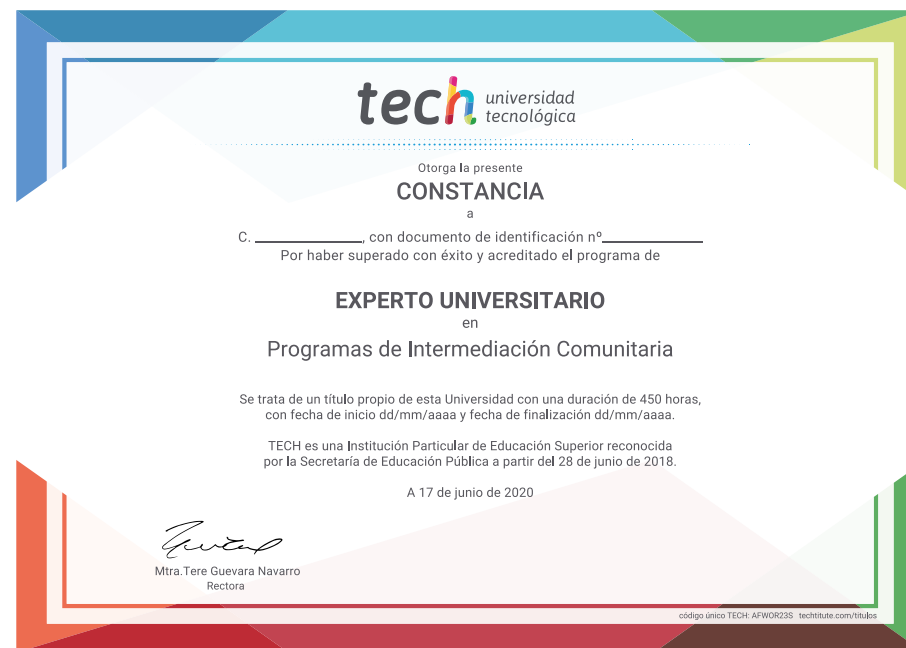 tech universidad
tecnológica
Otorga la presente
CONSTANCIA
a
C. ____________, con documento de identificación nº____________
Por haber superado con éxito y acreditado el programa de
EXPERTO UNIVERSITARIO
en
Programas de Intermediación Comunitaria
Se trata de un título propio de esta Universidad con una duración de 450 horas,
con fecha de inicio dd/mm/aaaa y fecha de finalización dd/mm/aaaa.
TECH es una Institución Particular de Educación Superior reconocida
por la Secretaría de Educación Pública a partir del 28 de junio de 2018.
A 17 de junio de 2020
Mtra.Tere Guevara Navarro
Rectora
código único TECH: AFWOR23S techtitute.com/titulos